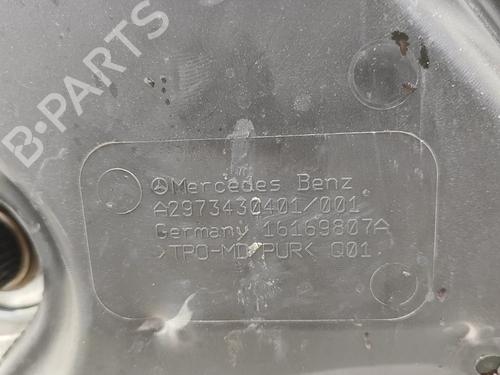 B-PARTS
Mercedes Benz
A2973430401/001
Germany 16169807A
>TPO-MD PUR< Q01